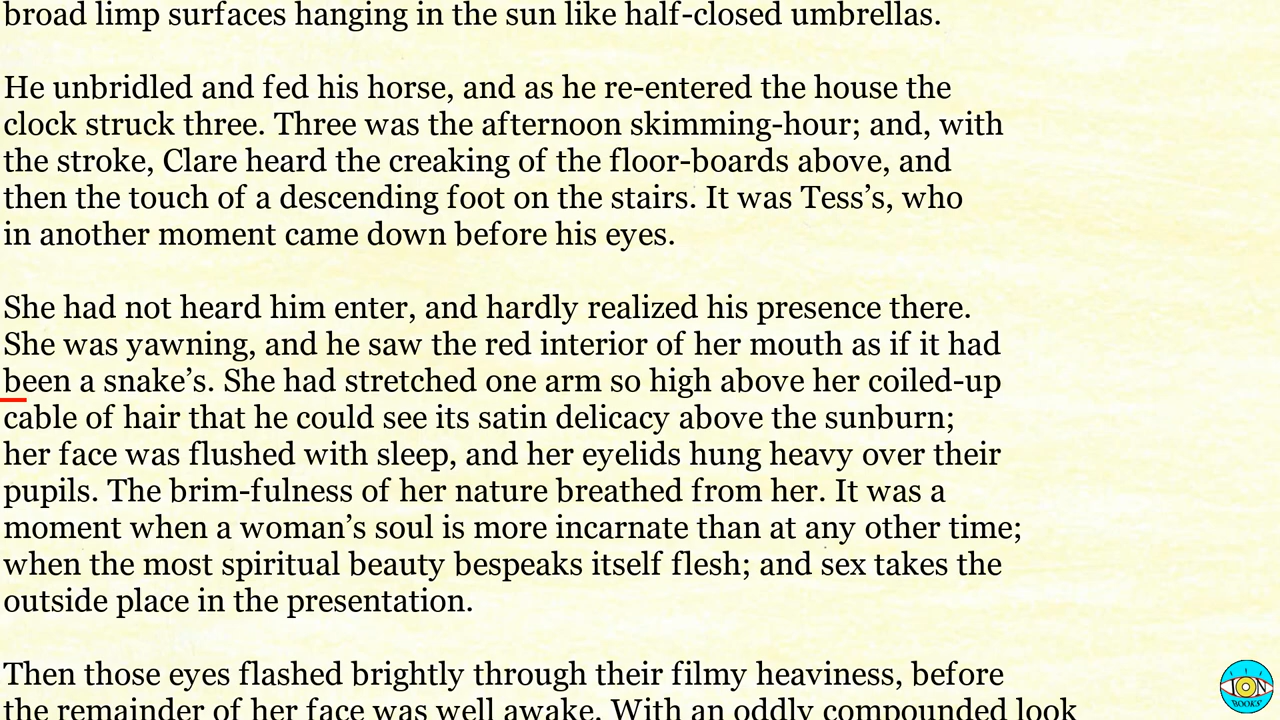 broad limp surfaces hanging in the sun like half-closed umbrellas.
He unbridled and fed his horse, and as he re-entered the house the
clock struck three. Three was the afternoon skimming-hour; and, with
the stroke, Clare heard the creaking of the floor-boards above, and
then the touch of a descending foot on the stairs. It was Tess’s, who
in another moment came down before his eyes.
She had not heard him enter, and hardly realized his presence there.
She was yawning, and he saw the red interior of her mouth as if it had
been a snake’s. She had stretched one arm so high above her coiled-up
cable of hair that he could see its satin delicacy above the sunburn;
her face was flushed with sleep, and her eyelids hung heavy over their
pupils. The brim-fulness of her nature breathed from her. It was a
moment when a woman’s soul is more incarnate than at any other time;
when the most spiritual beauty bespeaks itself flesh; and sex takes the
outside place in the presentation.
Then those eyes flashed brightly through their filmy heaviness, before
the remainder of her face was well awake. With an oddly compounded look
ION
BOOKS